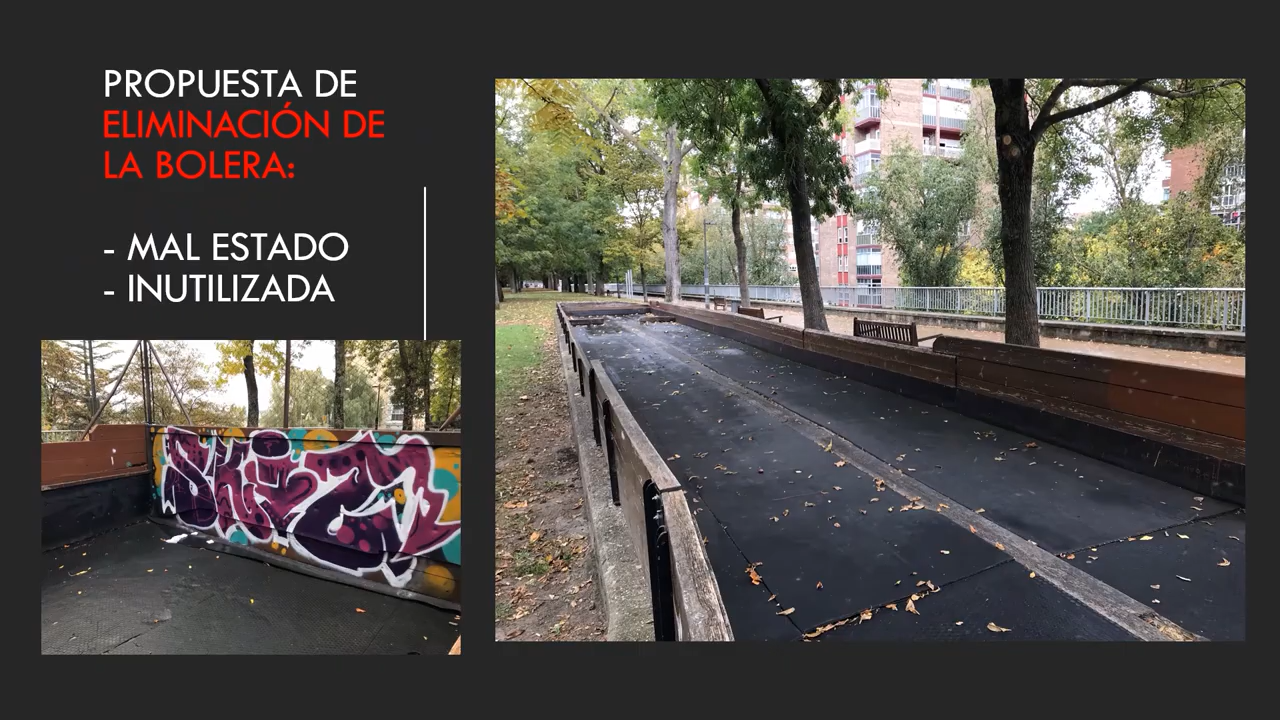 PROPUESTA DE
ELIMINACIÓN DE
LA BOLERA:
- MAL ESTADO
- INUTILIZADA